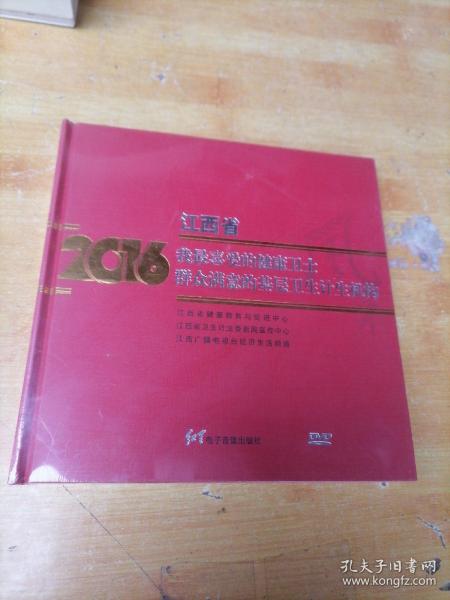 江西省
2016
我最喜爱的健康卫士
群众满意的基层卫生计生机构
江西省健康教育与促进中心
江西省卫生计生委新闻宣传中心
江西广播电视台经济生活频道
红星电子音像出版社
DVD
孔夫子旧书网
www.kongfz.com